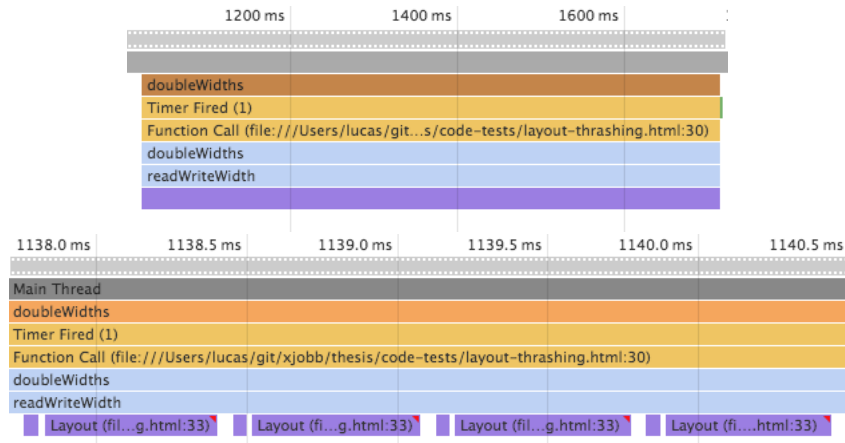 1200 ms 1400 ms 1600 ms
doubleWidths
Timer Fired (1)
Function Call (file:///Users/lucas/git...s/code-tests/layout-thrashing.html:30)
doubleWidths
readWriteWidth
1138.0 ms 1138.5 ms 1139.0 ms 1139.5 ms 1140.0 ms 1140.5 ms
Main Thread
doubleWidths
Timer Fired (1)
Function Call (file:///Users/lucas/git/xjobb/thesis/code-tests/layout-thrashing.html:30)
doubleWidths
readWriteWidth
Layout (fil...g.html:33) Layout (fi...g.html:33) Layout (fil...g.html:33) Layout (fi....html:33)